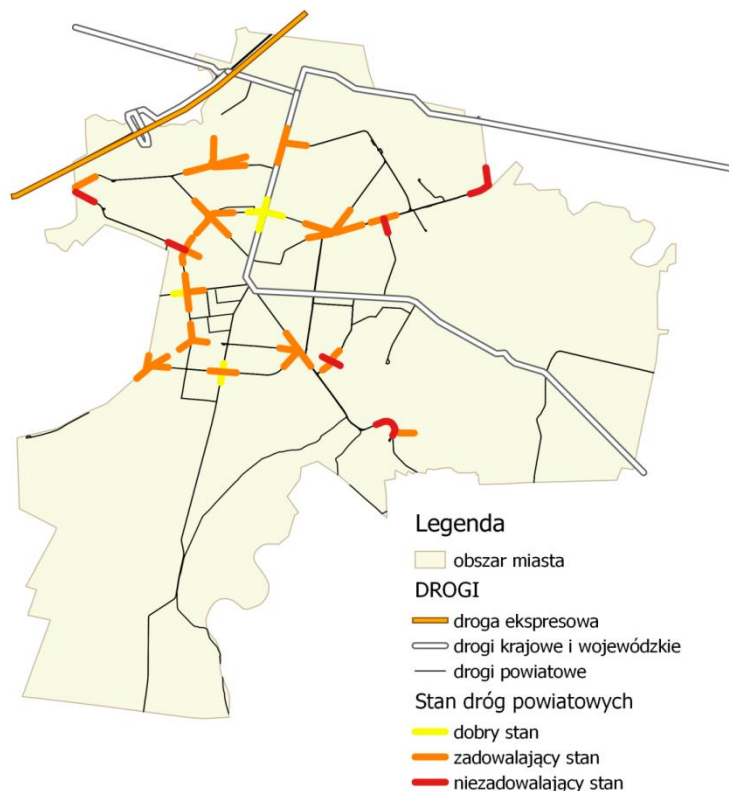 Legenda
obszar miasta
DROGI
droga ekspresowa
drogi krajowe i wojewódzkie
drogi powiatowe
Stan dróg powiatowych
dobry stan
zadowalający stan
niezadowalający stan